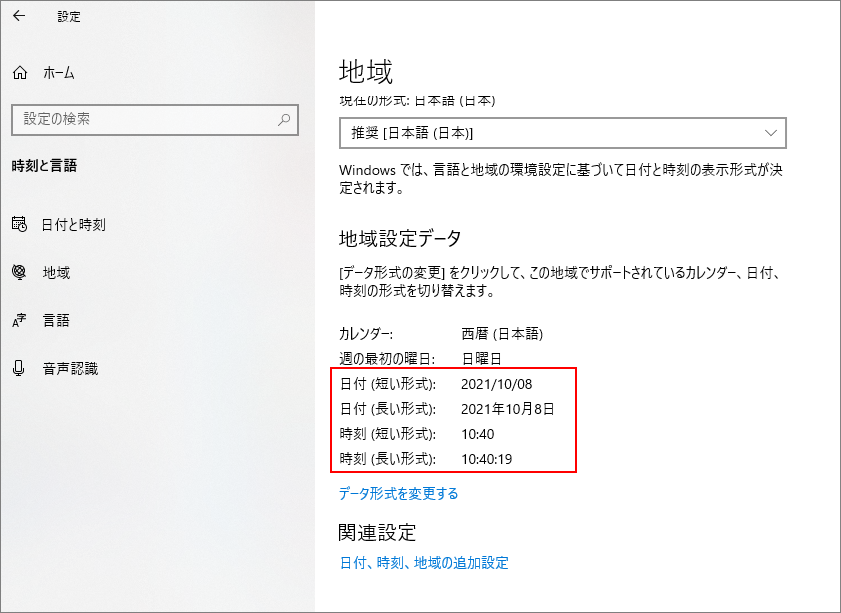 設定
ホーム
設定の検索
時刻と言語
日付と時刻
地域
言語
音声認識
地域
現在の形式: 日本語 (日本)
推奨 [日本語 (日本)]
Windows では、言語と地域の環境設定に基づいて日付と時刻の表示形式が決
定されます。
地域設定データ
[データ形式の変更] をクリックして、この地域でサポートされているカレンダー、日付、
時刻の形式を切り替えます。
カレンダー: 西暦 (日本語)
週の最初の曜日: 日曜日
日付 (短い形式): 2021/10/08
日付 (長い形式): 2021年10月8日
時刻 (短い形式): 10:40
時刻 (長い形式): 10:40:19
データ形式を変更する
関連設定
日付、時刻、地域の追加設定